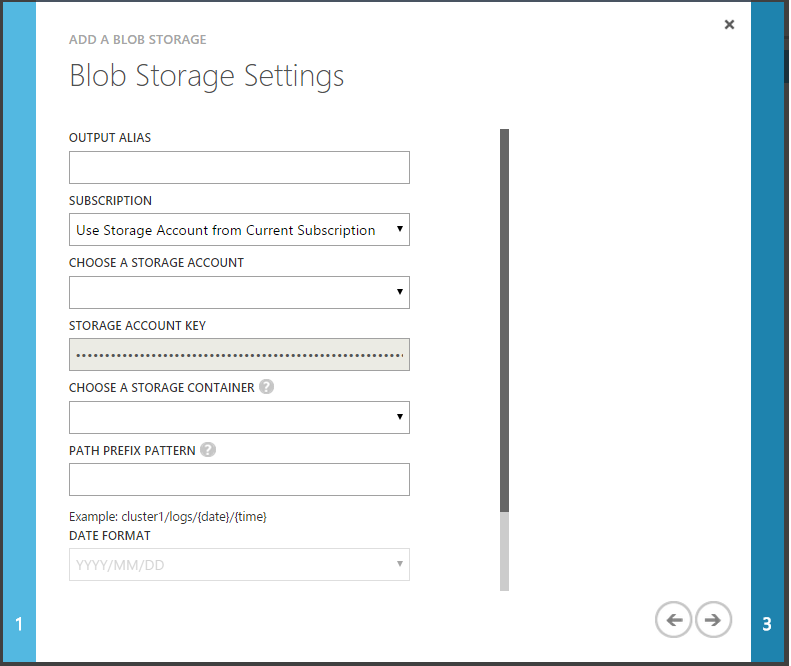 ADD A BLOB STORAGE
Blob Storage Settings
OUTPUT ALIAS
SUBSCRIPTION
Use Storage Account from Current Subscription
CHOOSE A STORAGE ACCOUNT
STORAGE ACCOUNT KEY
CHOOSE A STORAGE CONTAINER ?
PATH PREFIX PATTERN ?
Example: cluster1/logs/{date}/{time}
DATE FORMAT
YYYY/MM/DD
1
3